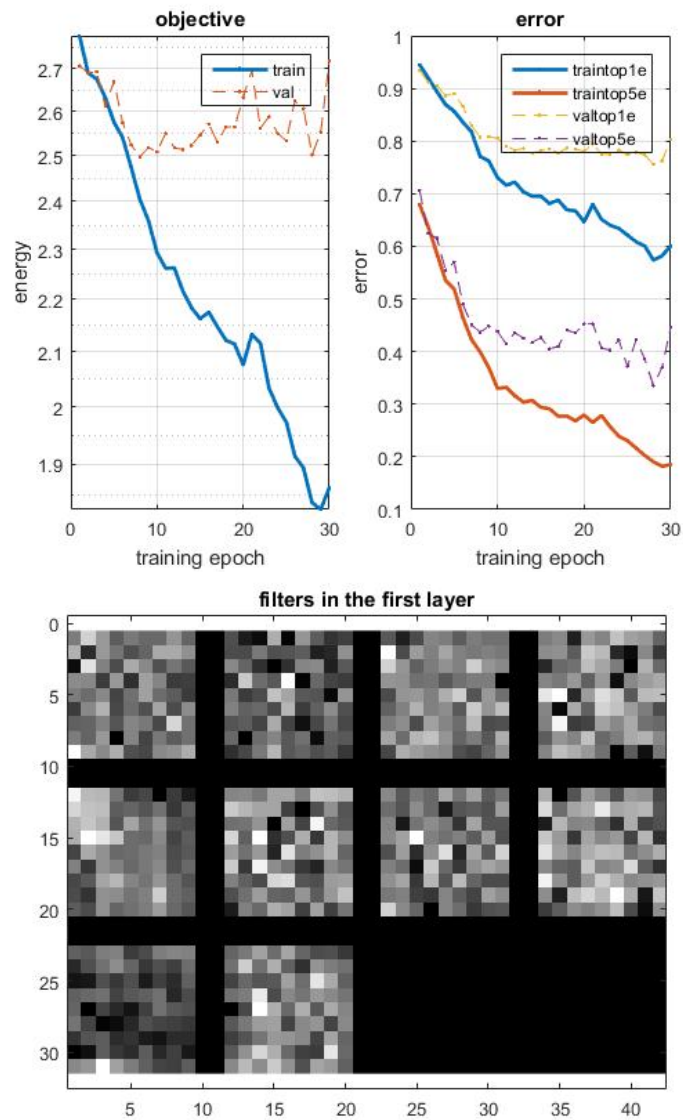 objective
2.7
2.6
2.5
2.4
2.3
2.2
2.1
2
1.9
energy
train
val
0 10 20 30
training epoch
error
1
0.9
0.8
0.7
0.6
0.5
0.4
0.3
0.2
0.1
error
traintop1e
traintop5e
valtop1e
valtop5e
0 10 20 30
training epoch
filters in the first layer
0
5
10
15
20
25
30
5 10 15 20 25 30 35 40